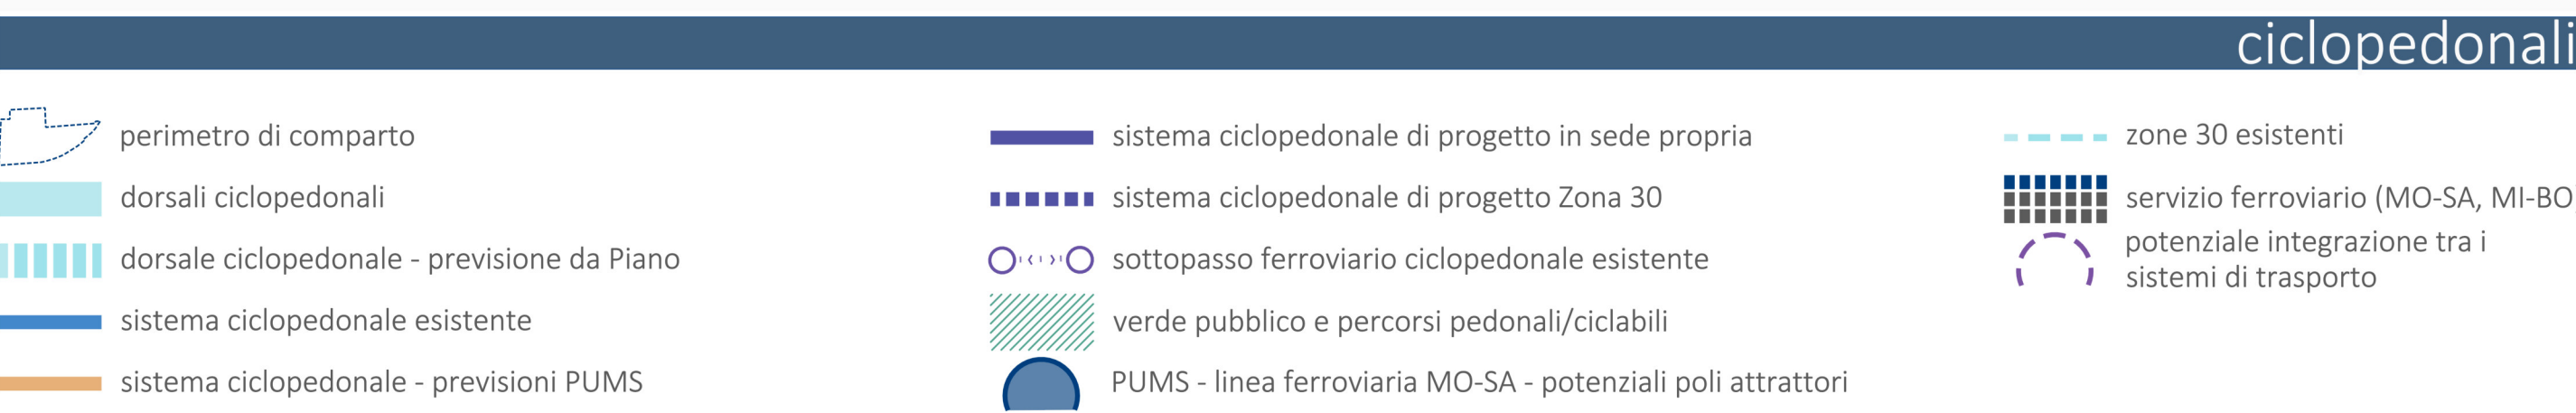 ciclopedonali
perimetro di comparto
dorsali ciclopedonali
dorsale ciclopedonale - previsione da Piano
sistema ciclopedonale esistente
sistema ciclopedonale - previsioni PUMS
sistema ciclopedonale di progetto in sede propria
sistema ciclopedonale di progetto Zona 30
sottopasso ferroviario ciclopedonale esistente
verde pubblico e percorsi pedonali/ciclabili
PUMS - linea ferroviaria MO-SA - potenziali poli attrattori
zone 30 esistenti
servizio ferroviario (MO-SA, MI-BO
potenziale integrazione tra i
sistemi di trasporto